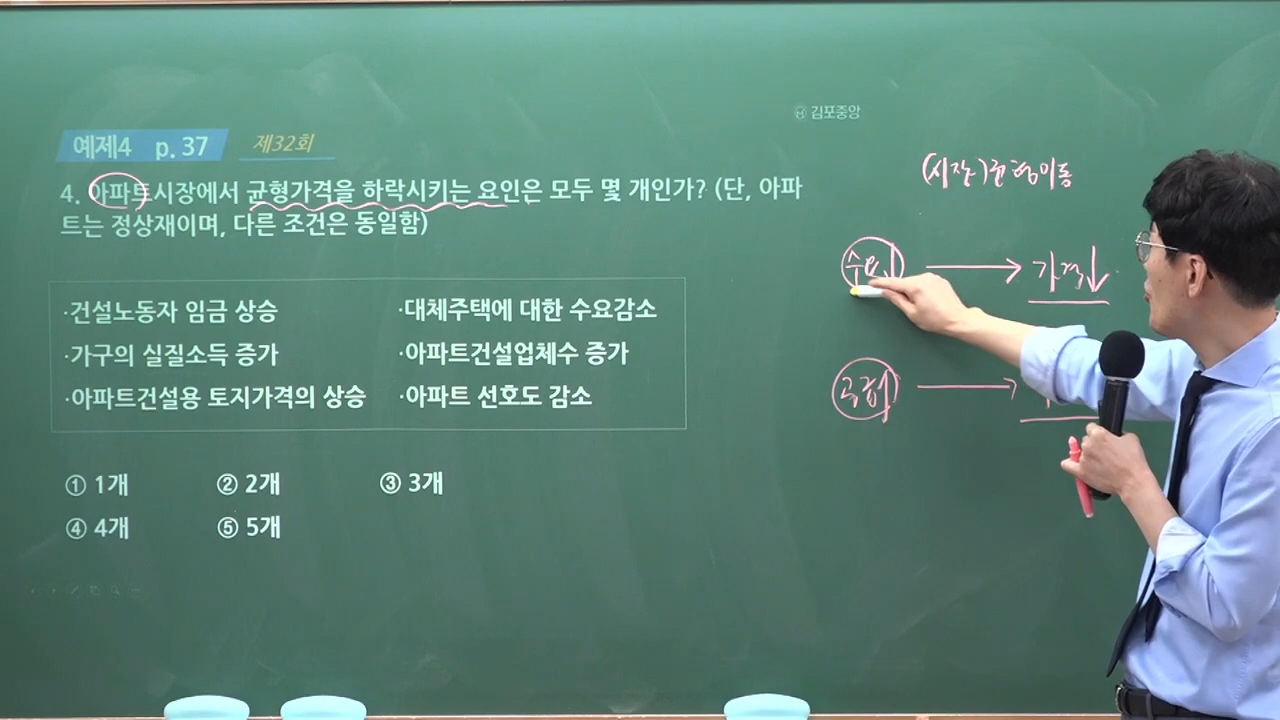 김포중앙
예제4 p. 37 제32회
4. 아파트시장에서 균형가격을 하락시키는 요인은 모두 몇 개인가? (단, 아파
트는 정상재이며, 다른 조건은 동일함)
·건설노동자 임금 상승
·가구의 실질소득 증가
·아파트건설용 토지가격의 상승
·대체주택에 대한 수요감소
·아파트건설업체수 증가
·아파트 선호도 감소
① 1개 ② 2개 ③ 3개
④ 4개 ⑤ 5개
(시장)균형이동
수요↓ → 가격↓
공급↑ →